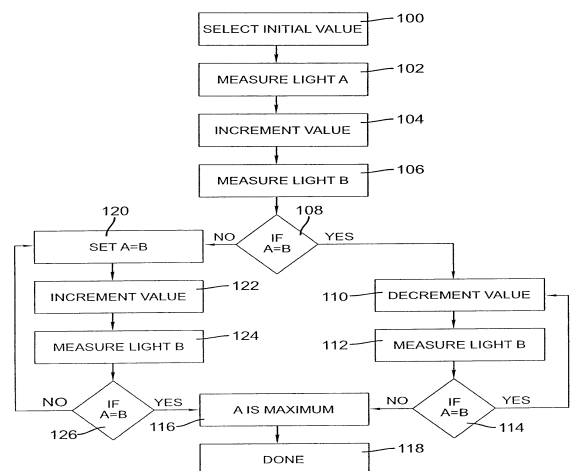 SELECT INITIAL VALUE
100
MEASURE LIGHT A
102
INCREMENT VALUE
104
MEASURE LIGHT B
106
IF
A=B
108
NO
YES
120
SET A=B
INCREMENT VALUE
122
MEASURE LIGHT B
124
IF
A=B
126
NO
YES
110
DECREMENT VALUE
112
MEASURE LIGHT B
IF
A=B
114
NO
YES
A IS MAXIMUM
116
DONE
118